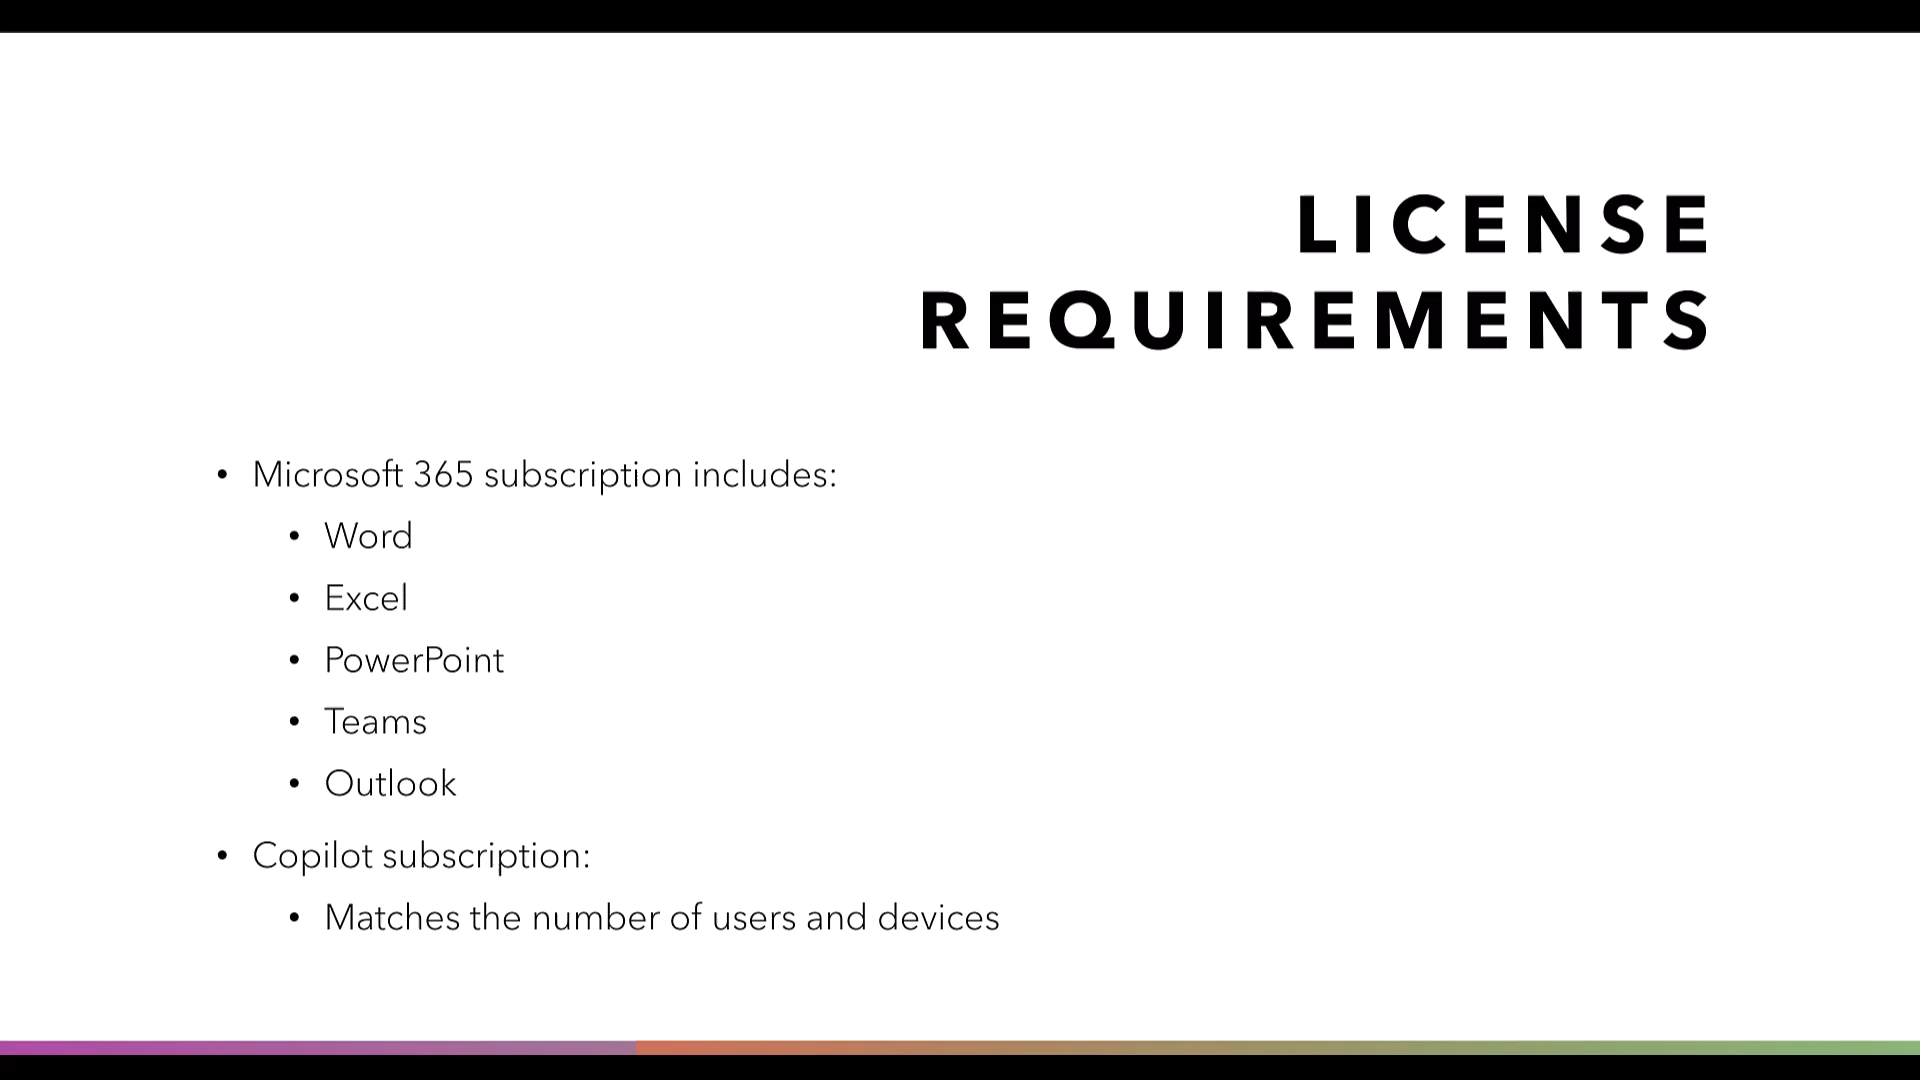 LICENSE
REQUIREMENTS
• Microsoft 365 subscription includes:
• Word
• Excel
• PowerPoint
• Teams
• Outlook
• Copilot subscription:
• Matches the number of users and devices